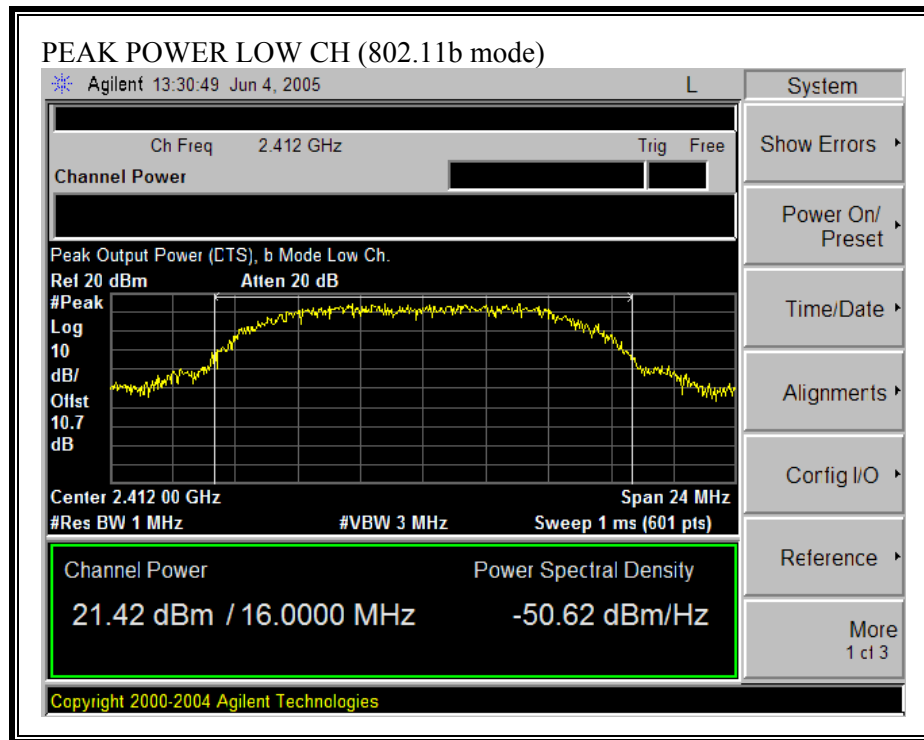 PEAK POWER LOW CH (802.11b mode)
Agilent 13:30:49 Jun 4, 2005 L System
Ch Freq 2.412 GHz Trig Free
Channel Power
Show Errors
Power On/
Preset
Peak Output Power (DTS), b Mode Low Ch.
Ref 20 dBm Atten 20 dB
#Peak
Log
10
dB/
Offst
10.7
dB
Time/Date
Alignments
Config I/O
Center 2.412 00 GHz Span 24 MHz
#Res BW 1 MHz #VBW 3 MHz Sweep 1 ms (601 pts)
Channel Power Power Spectral Density
21.42 dBm / 16.0000 MHz -50.62 dBm/Hz
Reference
More
1 of 3
Copyright 2000-2004 Agilent Technologies